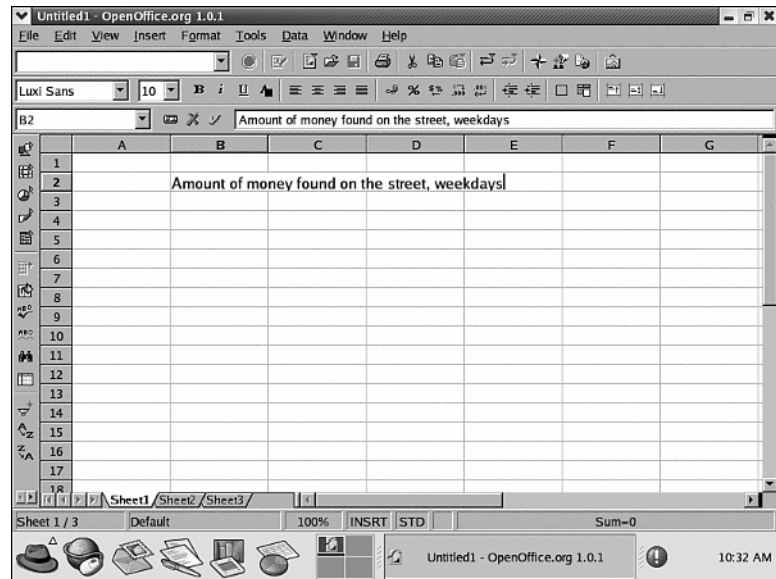 Untitled1 - OpenOffice.org 1.0.1
File Edit View Insert Format Tools Data Window Help
Luxi Sans 10 B i U A
B2 Amount of money found on the street, weekdays
A B C D E F G
1
2 Amount of money found on the street, weekdays
3
4
5
6
7
8
9
10
11
12
13
14
15
16
17
18
Sheet1 Sheet2 Sheet3
Sheet 1 / 3 Default 100% INSRT STD Sum=0
Untitled1 - OpenOffice.org 1.0.1 10:32 AM